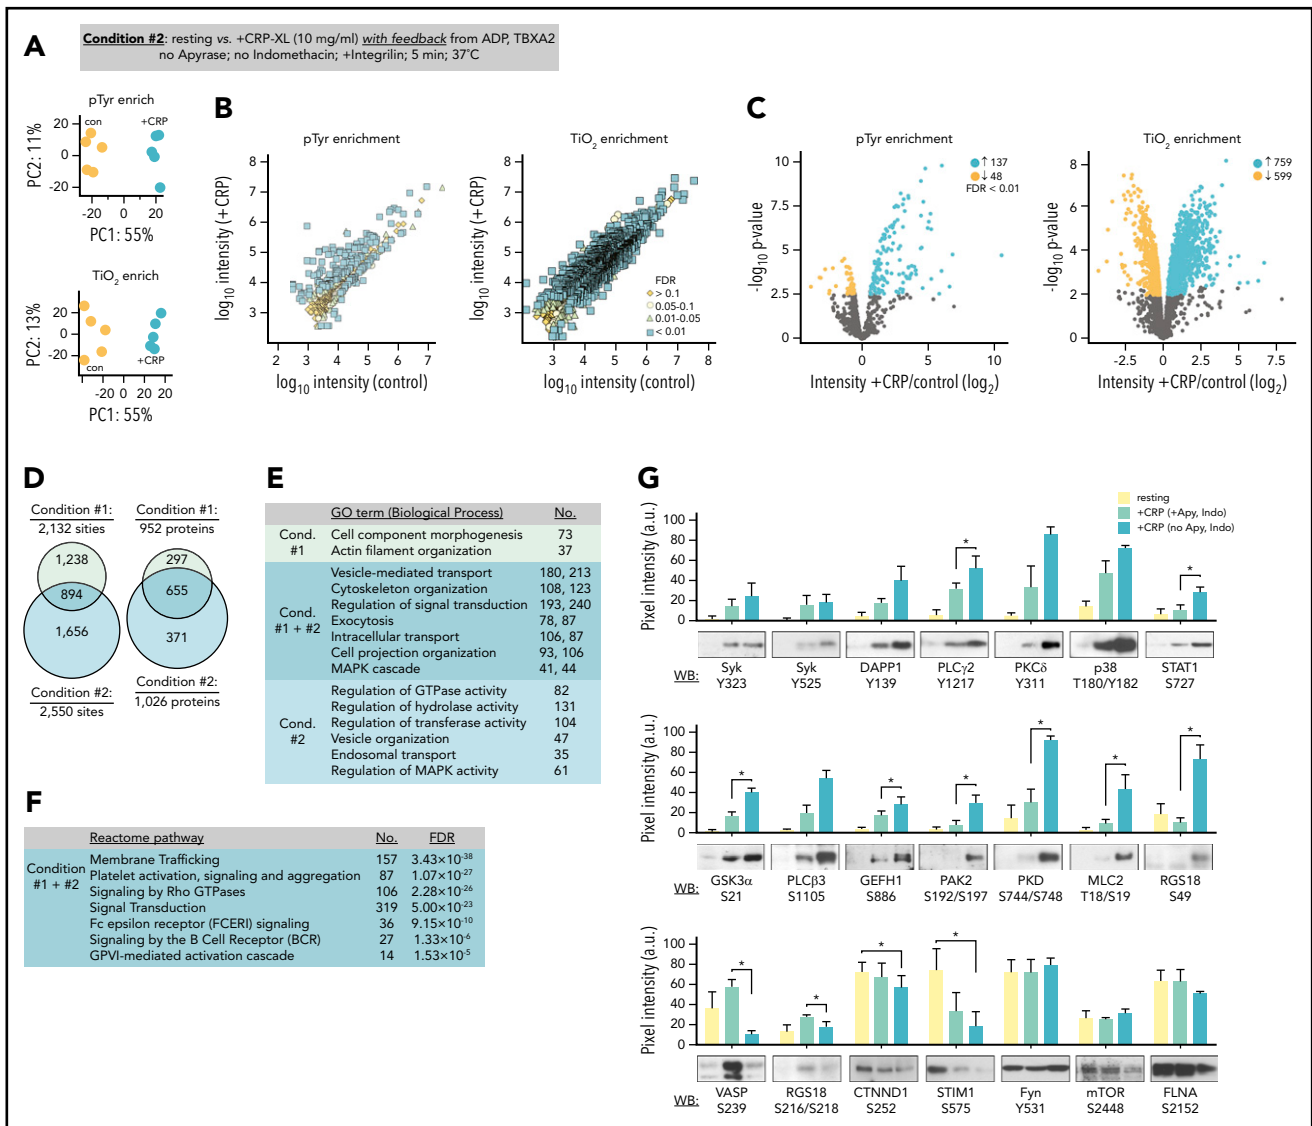 A
Condition #2: resting vs. +CRP-XL (10 mg/ml) with feedback from ADP, TBXA2
no Apyrase; no Indomethacin; +Integrilin; 5 min; 37˚C
pTyr enrich
con
+CRP
20
0
-20
PC2: 11%
-20 0 20
PC1: 55%
TiO2 enrich
20
0
-20
PC2: 13%
con
+CRP
-20 0 20 20
PC1: 55%
B
pTyr enrichment
8
7
6
5
4
3
log10 intensity (+CRP)
2 3 4 5 6 7
log10 intensity (control)
TiO2 enrichment
8
7
6
5
4
3
log10 intensity (+CRP)
FDR
> 0.1
0.05-0.1
0.01-0.05
< 0.01
3 4 5 6 7 8
log10 intensity (control)
C
pTyr enrichment
↑ 137
↓ 48
FDR < 0.01
10
5
0
-log10 p-value
0 5 10
Intensity +CRP/control (log2)
TiO2 enrichment
↑ 759
↓ 599
8
6
4
2
0
-log10 p-value
-2.5 0 2.5 5 7.5
Intensity +CRP/control (log2)
D
Condition #1:
2,132 sites
1,238
894
1,656
Condition #2:
2,550 sites
Condition #1:
952 proteins
297
655
371
Condition #2:
1,026 proteins
E
GO term (Biological Process) No.
Cond. #1
Cell component morphogenesis 73
Actin filament organization 37
Cond. #1 + #2
Vesicle-mediated transport 180, 213
Cytoskeleton organization 108, 123
Regulation of signal transduction 193, 240
Exocytosis 78, 87
Intracellular transport 106, 87
Cell projection organization 93, 106
MAPK cascade 41, 44
Cond. #2
Regulation of GTPase activity 82
Regulation of hydrolase activity 131
Regulation of transferase activity 104
Vesicle organization 47
Endosomal transport 35
Regulation of MAPK activity 61
F
Reactome pathway No. FDR
Condition #1 + #2
Membrane Trafficking 157 3.43×10-38
Platelet activation, signaling and aggregation 87 1.07×10-27
Signaling by Rho GTPases 106 2.28×10-26
Signal Transduction 319 5.00×10-23
Fc epsilon receptor (FCERI) signaling 36 9.15×10-10
Signaling by the B Cell Receptor (BCR) 27 1.33×10-6
GPVI-mediated activation cascade 14 1.53×10-5
G
resting
+CRP (+Apy, Indo)
+CRP (no Apy, Indo)
Pixel intensity (a.u.)
100
80
60
40
20
0
* *
WB:
Syk Y323
Syk Y525
DAPP1 Y139
PLCγ2 Y1217
PKCδ Y311
p38 T180/Y182
STAT1 S727
Pixel intensity (a.u.)
100
80
60
40
20
0
* * * * * *
WB:
GSK3α S21
PLCβ3 S1105
GEFH1 S886
PAK2 S192/S197
PKD S744/S748
MLC2 T18/S19
RGS18 S49
Pixel intensity (a.u.)
100
80
60
40
20
0
* * * *
WB:
VASP S239
RGS18 S216/S218
CTNND1 S252
STIM1 S575
Fyn Y531
mTOR S2448
FLNA S2152